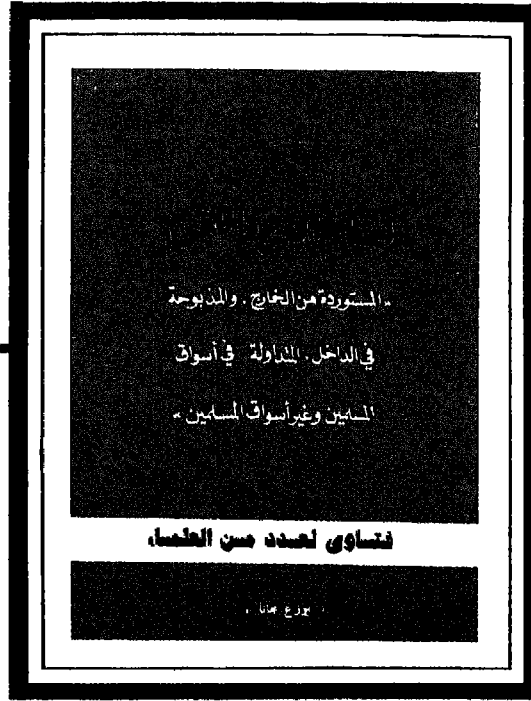 «المستوردة من الخارج. والمذبوحة
في الداخل. المتداولة في أسواق
المسلمين وغير أسواق المسلمين»
فتاوى لعدد من العلماء
يوزع مجانا